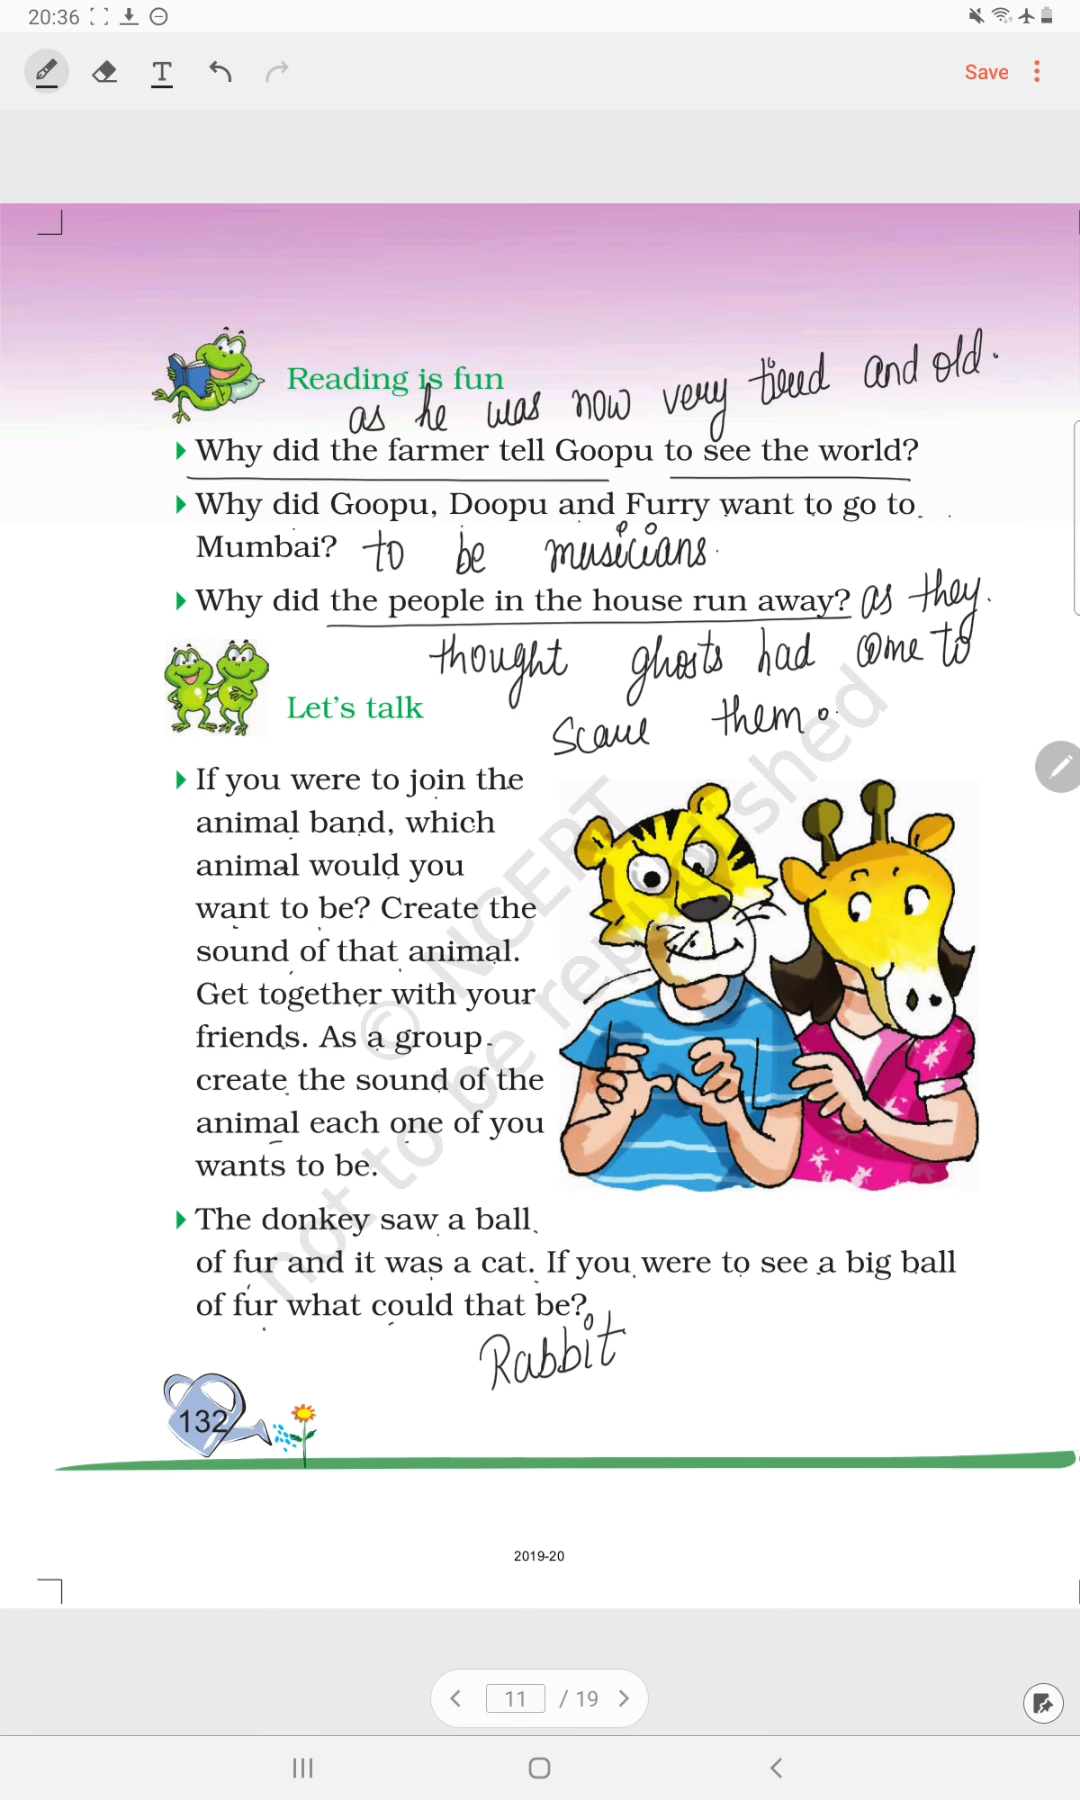 20:36
T
Save
Reading is fun
as he was now very tired and old.
Why did the farmer tell Goopu to see the world?
Why did Goopu, Doopu and Furry want to go to
Mumbai? to be musicians.
Why did the people in the house run away? as they
thought ghosts had come to
scare them.
Let's talk
If you were to join the
animal band, which
animal would you
want to be? Create the
sound of that animal.
Get together with your
friends. As a group
create the sound of the
animal each one of you
wants to be.
© NCERT
not to be republished
The donkey saw a ball
of fur and it was a cat. If you were to see a big ball
of fur what could that be?
Rabbit
132
2019-20
11 / 19